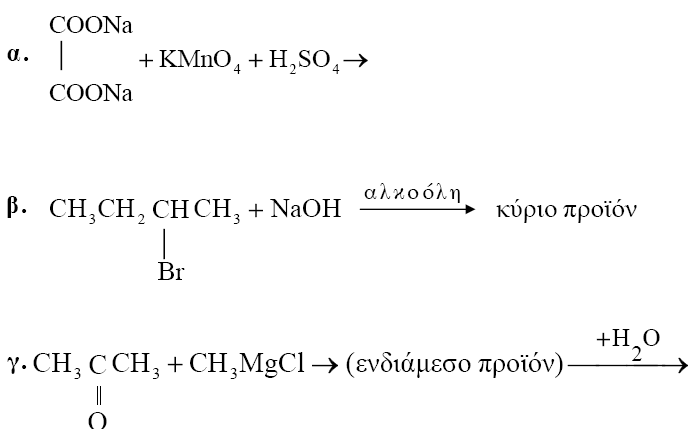 COONa
α. | + KMnO₄ + H₂SO₄ →
COONa
β. CH₃CH₂CHCH₃ + NaOH αλκοόλη → κύριο προϊόν
|
Br
+H₂O
γ. CH₃CCH₃ + CH₃MgCl → (ενδιάμεσο προϊόν) →
||
O